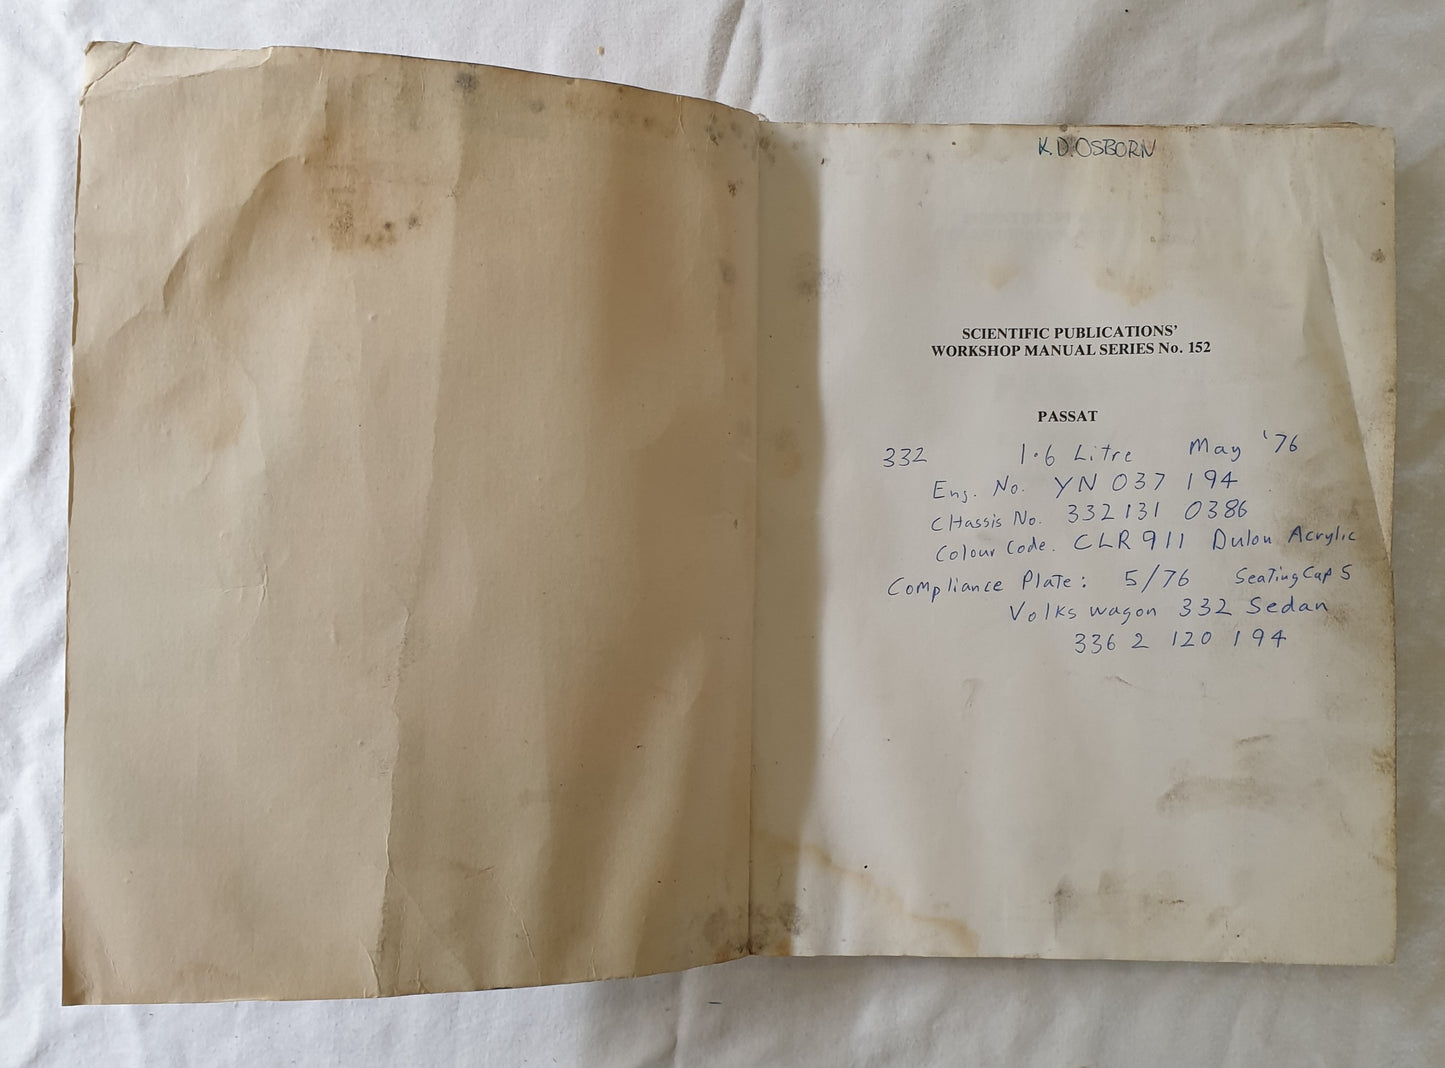 K.D. OSBORN
SCIENTIFIC PUBLICATIONS'
WORKSHOP MANUAL SERIES No. 152
PASSAT
332 1.6 Litre May '76
Eng. No. YN 037 194
CHassis No. 332131 0386
Colour Code. CLR 911 Dulon Acrylic
Compliance Plate: 5/76 Seating Cap 5
Volks wagon 332 Sedan
336 2 120 194